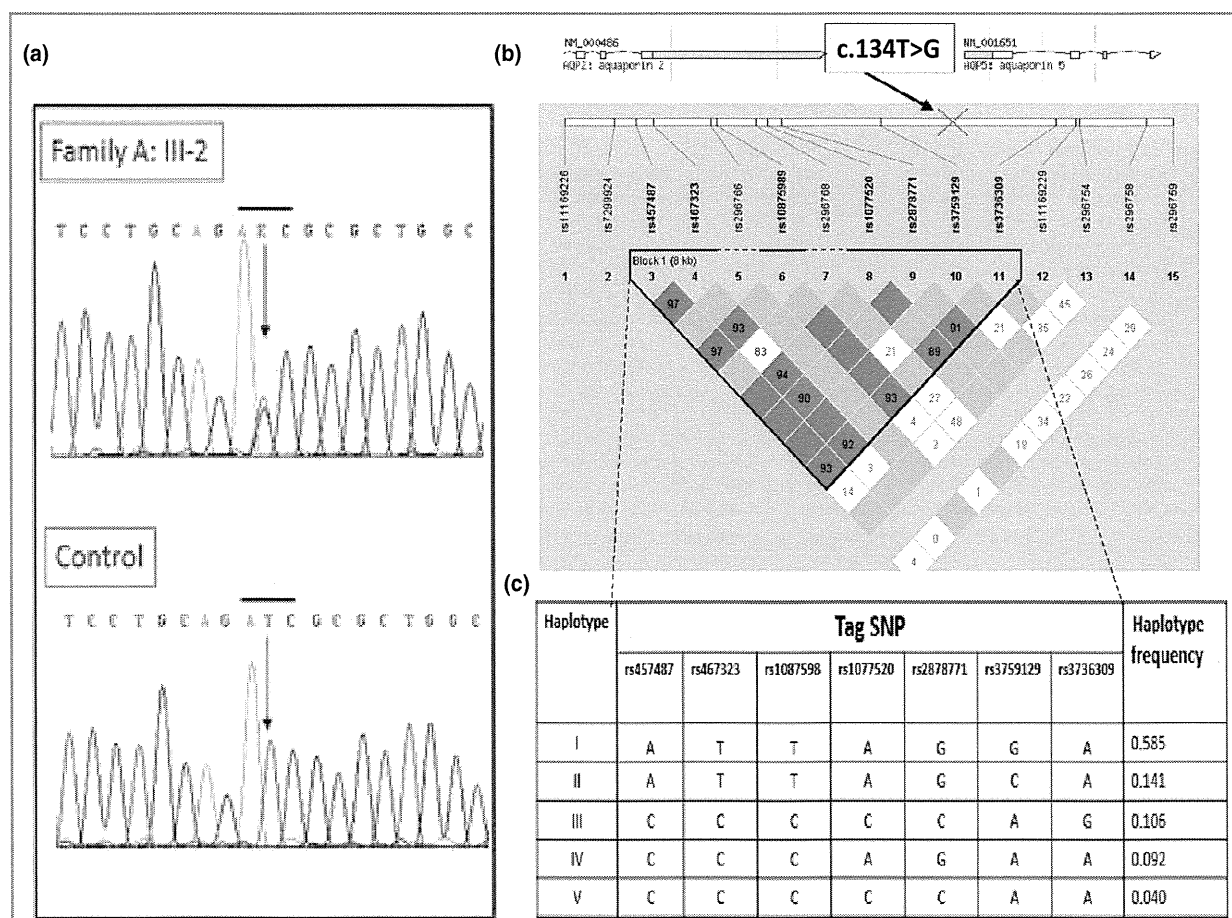 (a)
Family A: III-2
T C C T G C A G A K C G C G C T G G C
Control
T C C T G C A G A T C G C G C T G G C
(b)
NM_000486
AQP2: aquaporin 2
c.134T>G
NM_001651
AQP5: aquaporin 5
rs11169226 rs7299924 rs457487 rs467323 rs296766 rs10875989 rs296768 rs1077520 rs2878771 rs3759129 rs3736309 rs11169229 rs296754 rs296758 rs296759
Block 1 (8 kb)
1 2 3 4 5 6 7 8 9 10 11 12 13 14 15
97 45
93 91 21 35 29
97 83 21 89 24
94 26
90 93 27 22
4 48 34
92 3 19
93 3
14 1
0
4
(c)
Haplotype Tag SNP Haplotype frequency
rs457487 rs467323 rs1087598 rs1077520 rs2878771 rs3759129 rs3736309
I A T T A G G A 0.585
II A T T A G C A 0.141
III C C C C C A G 0.106
IV C C C A G A A 0.092
V C C C C C A A 0.040